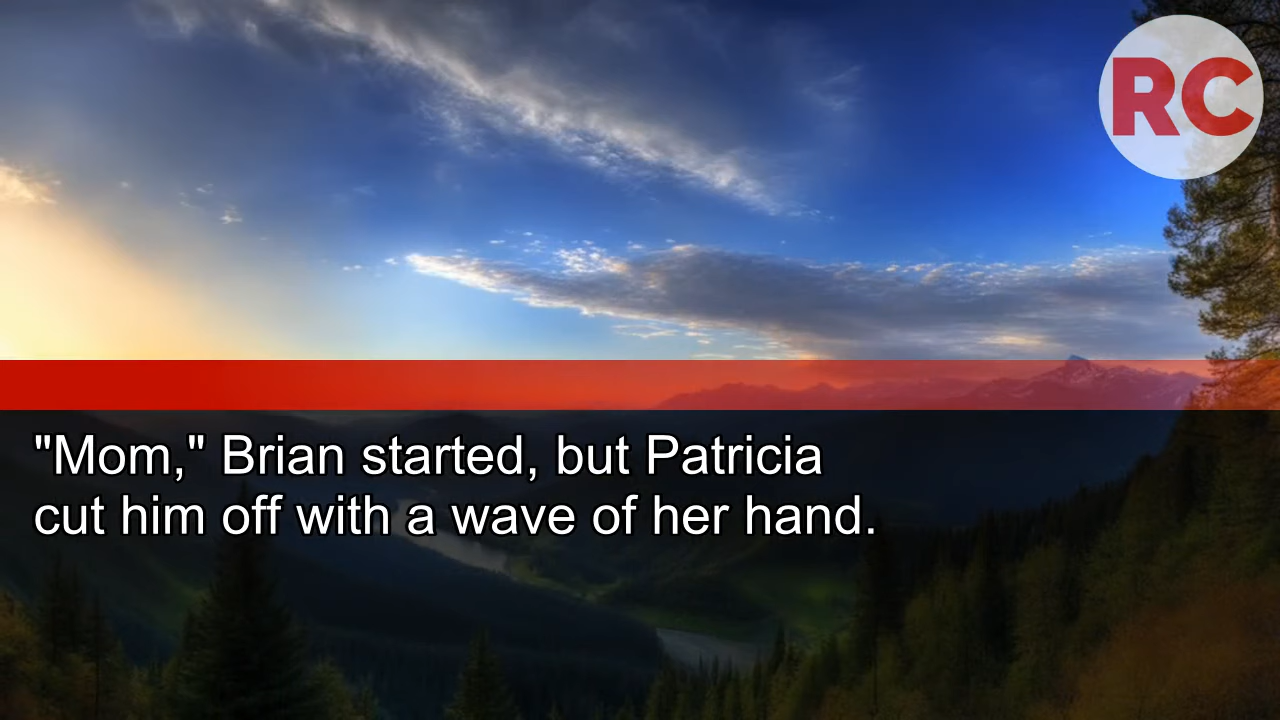 RC
"Mom," Brian started, but Patricia
cut him off with a wave of her hand.